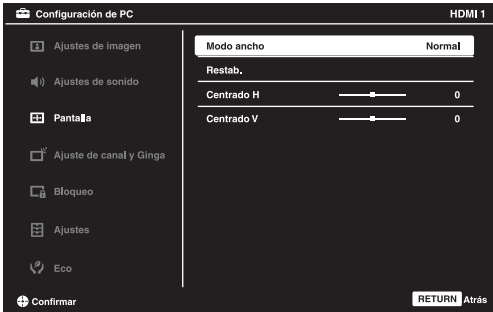 Configuración de PC
HDMI 1
Ajustes de imagen
Ajustes de sonido
Pantalla
Ajuste de canal y Ginga
Bloqueo
Ajustes
Eco
Modo ancho Normal
Restab.
Centrado H 0
Centrado V 0
Confirmar
RETURN Atrás